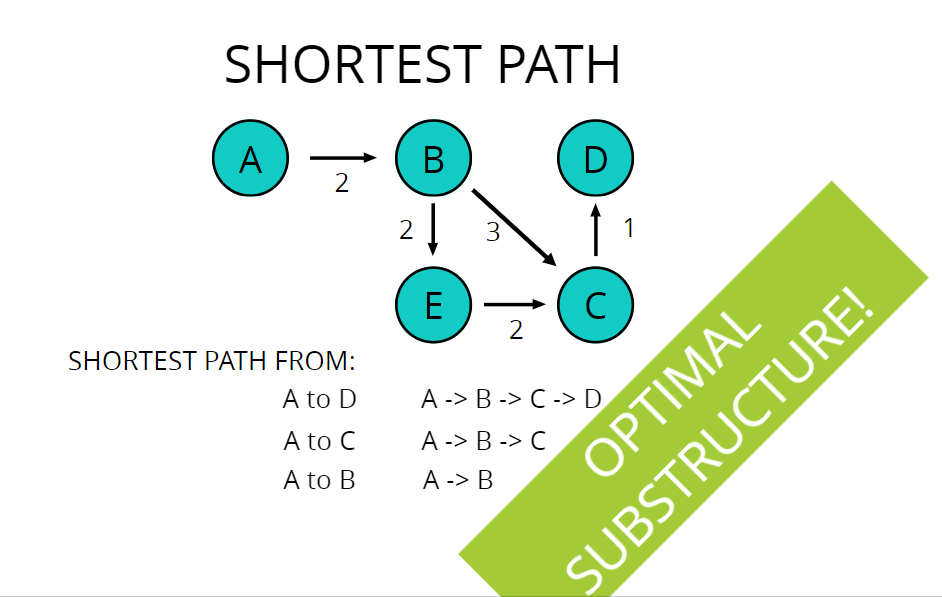 SHORTEST PATH
A
B
D
2
2
3
1
E
C
2
SHORTEST PATH FROM:
A to D A -> B -> C -> D
A to C A -> B -> C
A to B A -> B
OPTIMAL
SUBSTRUCTURE!